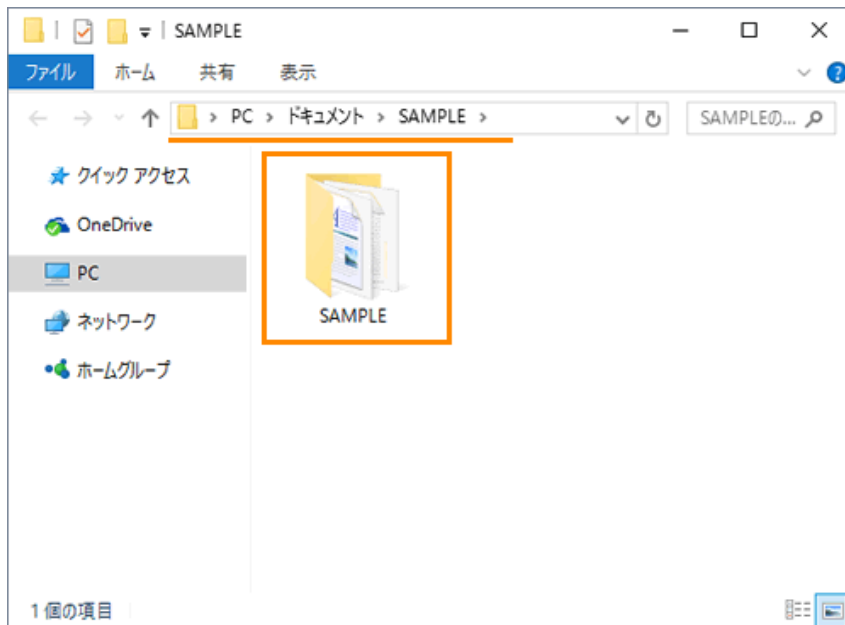 SAMPLE
ファイル ホーム 共有 表示
PC ドキュメント SAMPLE SAMPLEの...
クイック アクセス
OneDrive
PC
ネットワーク
ホームグループ
SAMPLE
1 個の項目